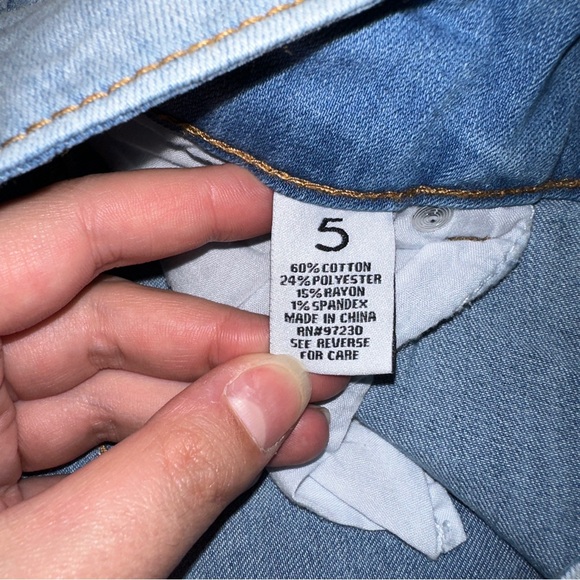 5
60% COTTON
24% POLYESTER
15% RAYON
1% SPANDEX
MADE IN CHINA
RN#97230
SEE REVERSE
FOR CARE